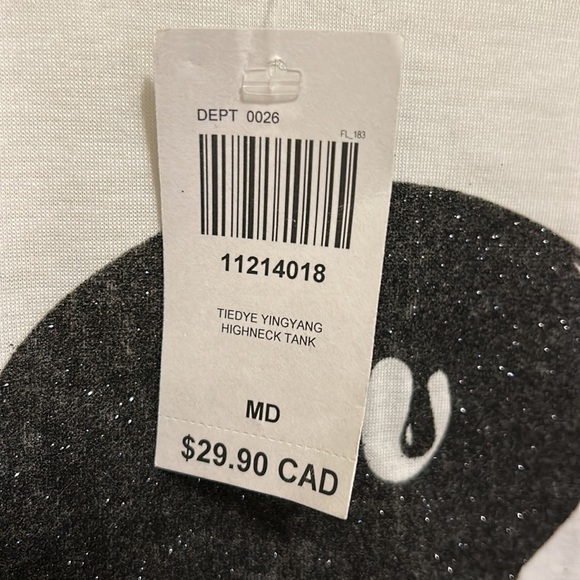 DEPT 0026
FL_183
11214018
TIEDYE YINGYANG
HIGHNECK TANK
MD
$29.90 CAD